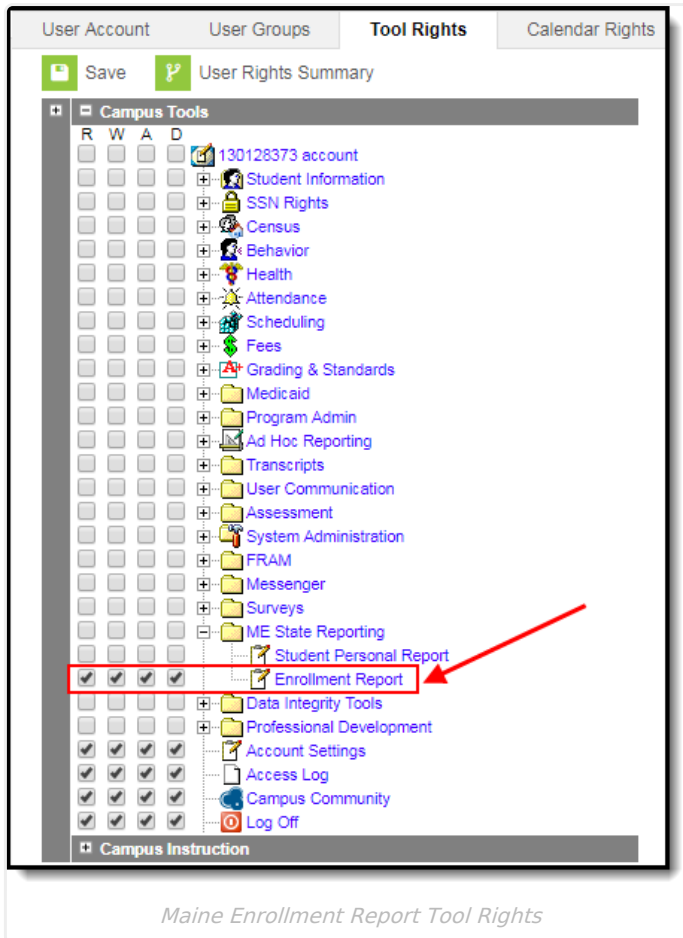 User Account User Groups Tool Rights Calendar Rights
Save User Rights Summary
Campus Tools
R W A D
130128373 account
Student Information
SSN Rights
Census
Behavior
Health
Attendance
Scheduling
Fees
Grading & Standards
Medicaid
Program Admin
Ad Hoc Reporting
Transcripts
User Communication
Assessment
System Administration
FRAM
Messenger
Surveys
ME State Reporting
Student Personal Report
Enrollment Report
Data Integrity Tools
Professional Development
Account Settings
Access Log
Campus Community
Log Off
Campus Instruction
Maine Enrollment Report Tool Rights